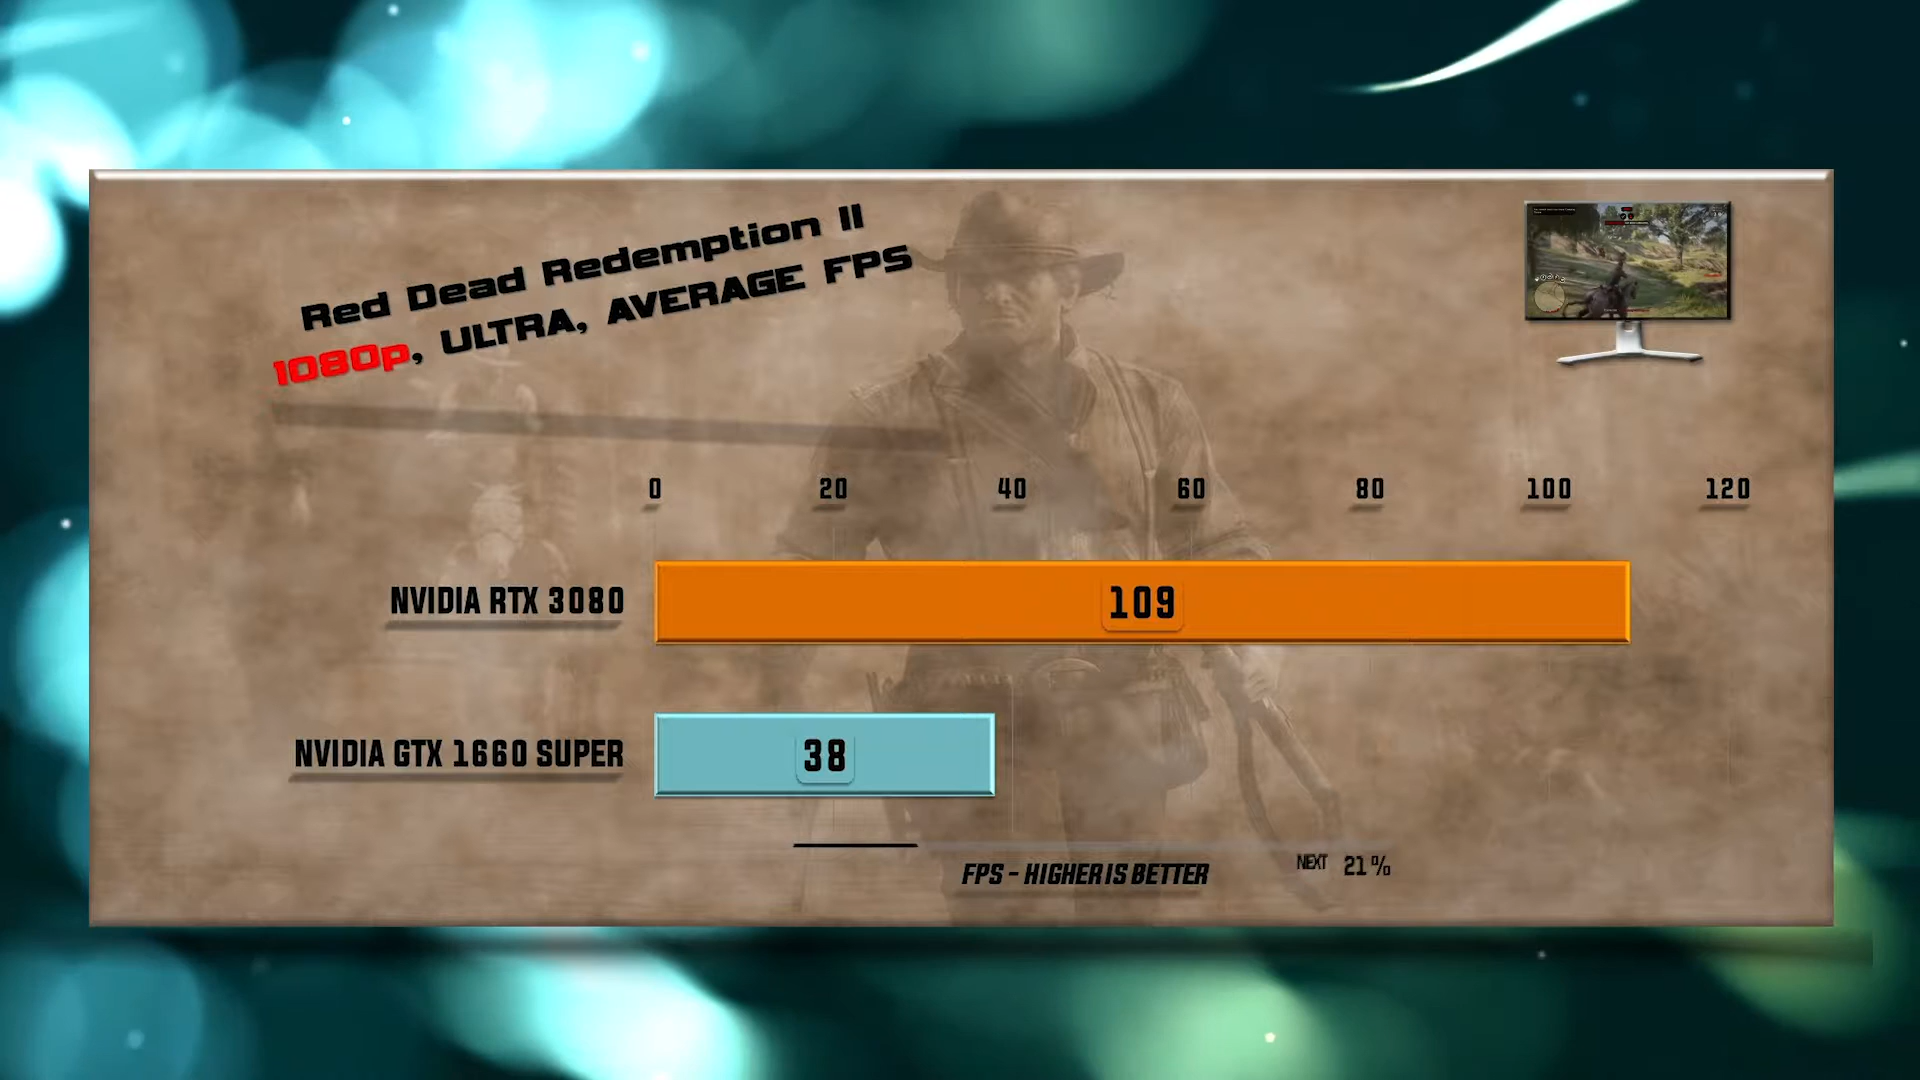 Red Dead Redemption II
1080p, ULTRA, AVERAGE FPS
0 20 40 60 80 100 120
NVIDIA RTX 3080
109
NVIDIA GTX 1660 SUPER
38
FPS - HIGHER IS BETTER
NEXT 21%